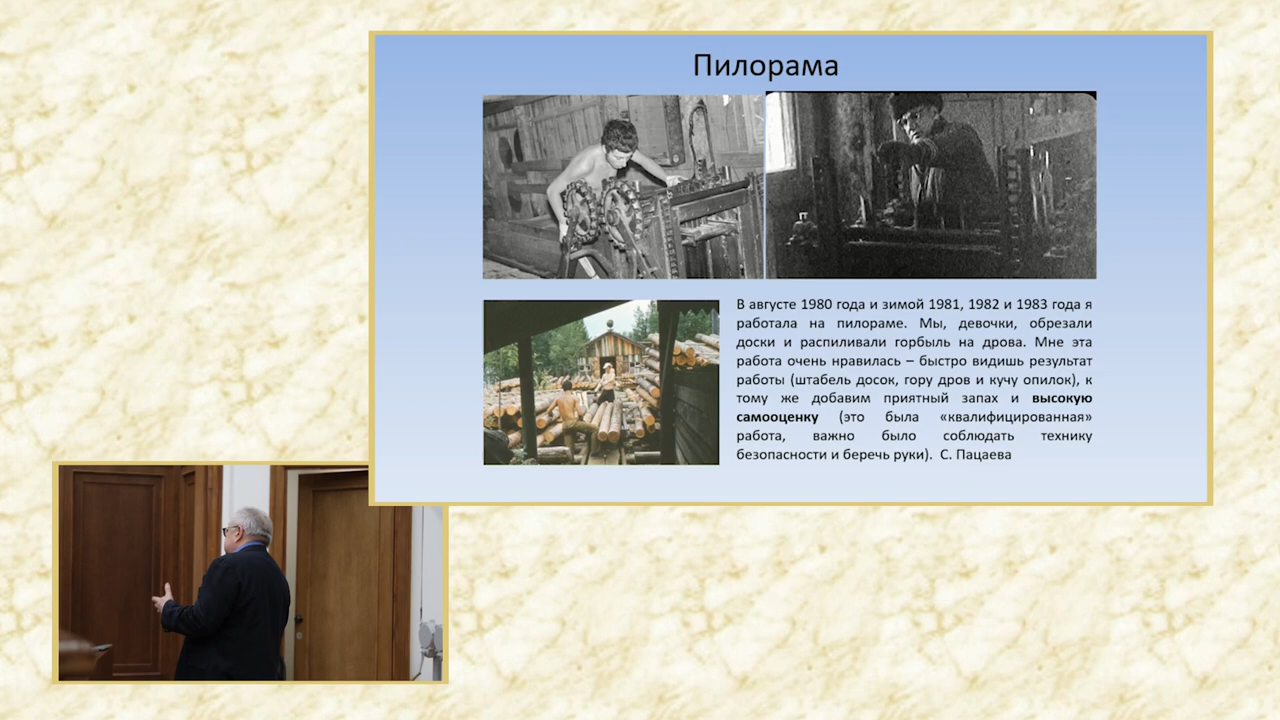 Пилорама
В августе 1980 года и зимой 1981, 1982 и 1983 года я
работала на пилораме. Мы, девочки, обрезали
доски и распиливали горбыль на дрова. Мне эта
работа очень нравилась – быстро видишь результат
работы (штабель досок, гору дров и кучу опилок), к
тому же добавим приятный запах и высокую
самооценку (это была «квалифицированная»
работа, важно было соблюдать технику
безопасности и беречь руки). С. Пацаева